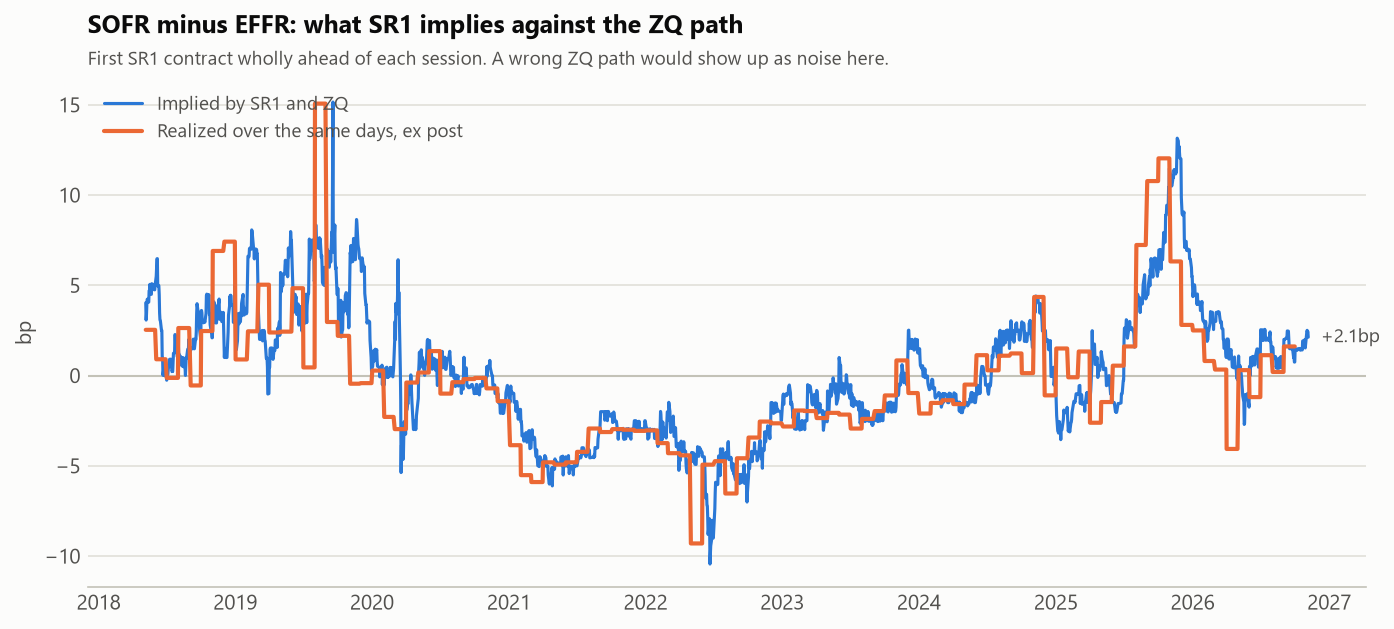 SOFR minus EFFR: what SR1 implies against the ZQ path
First SR1 contract wholly ahead of each session. A wrong ZQ path would show up as noise here.
Implied by SR1 and ZQ
Realized over the same days, ex post
15
10
5
0
−5
−10
bp
+2.1bp
2018 2019 2020 2021 2022 2023 2024 2025 2026 2027